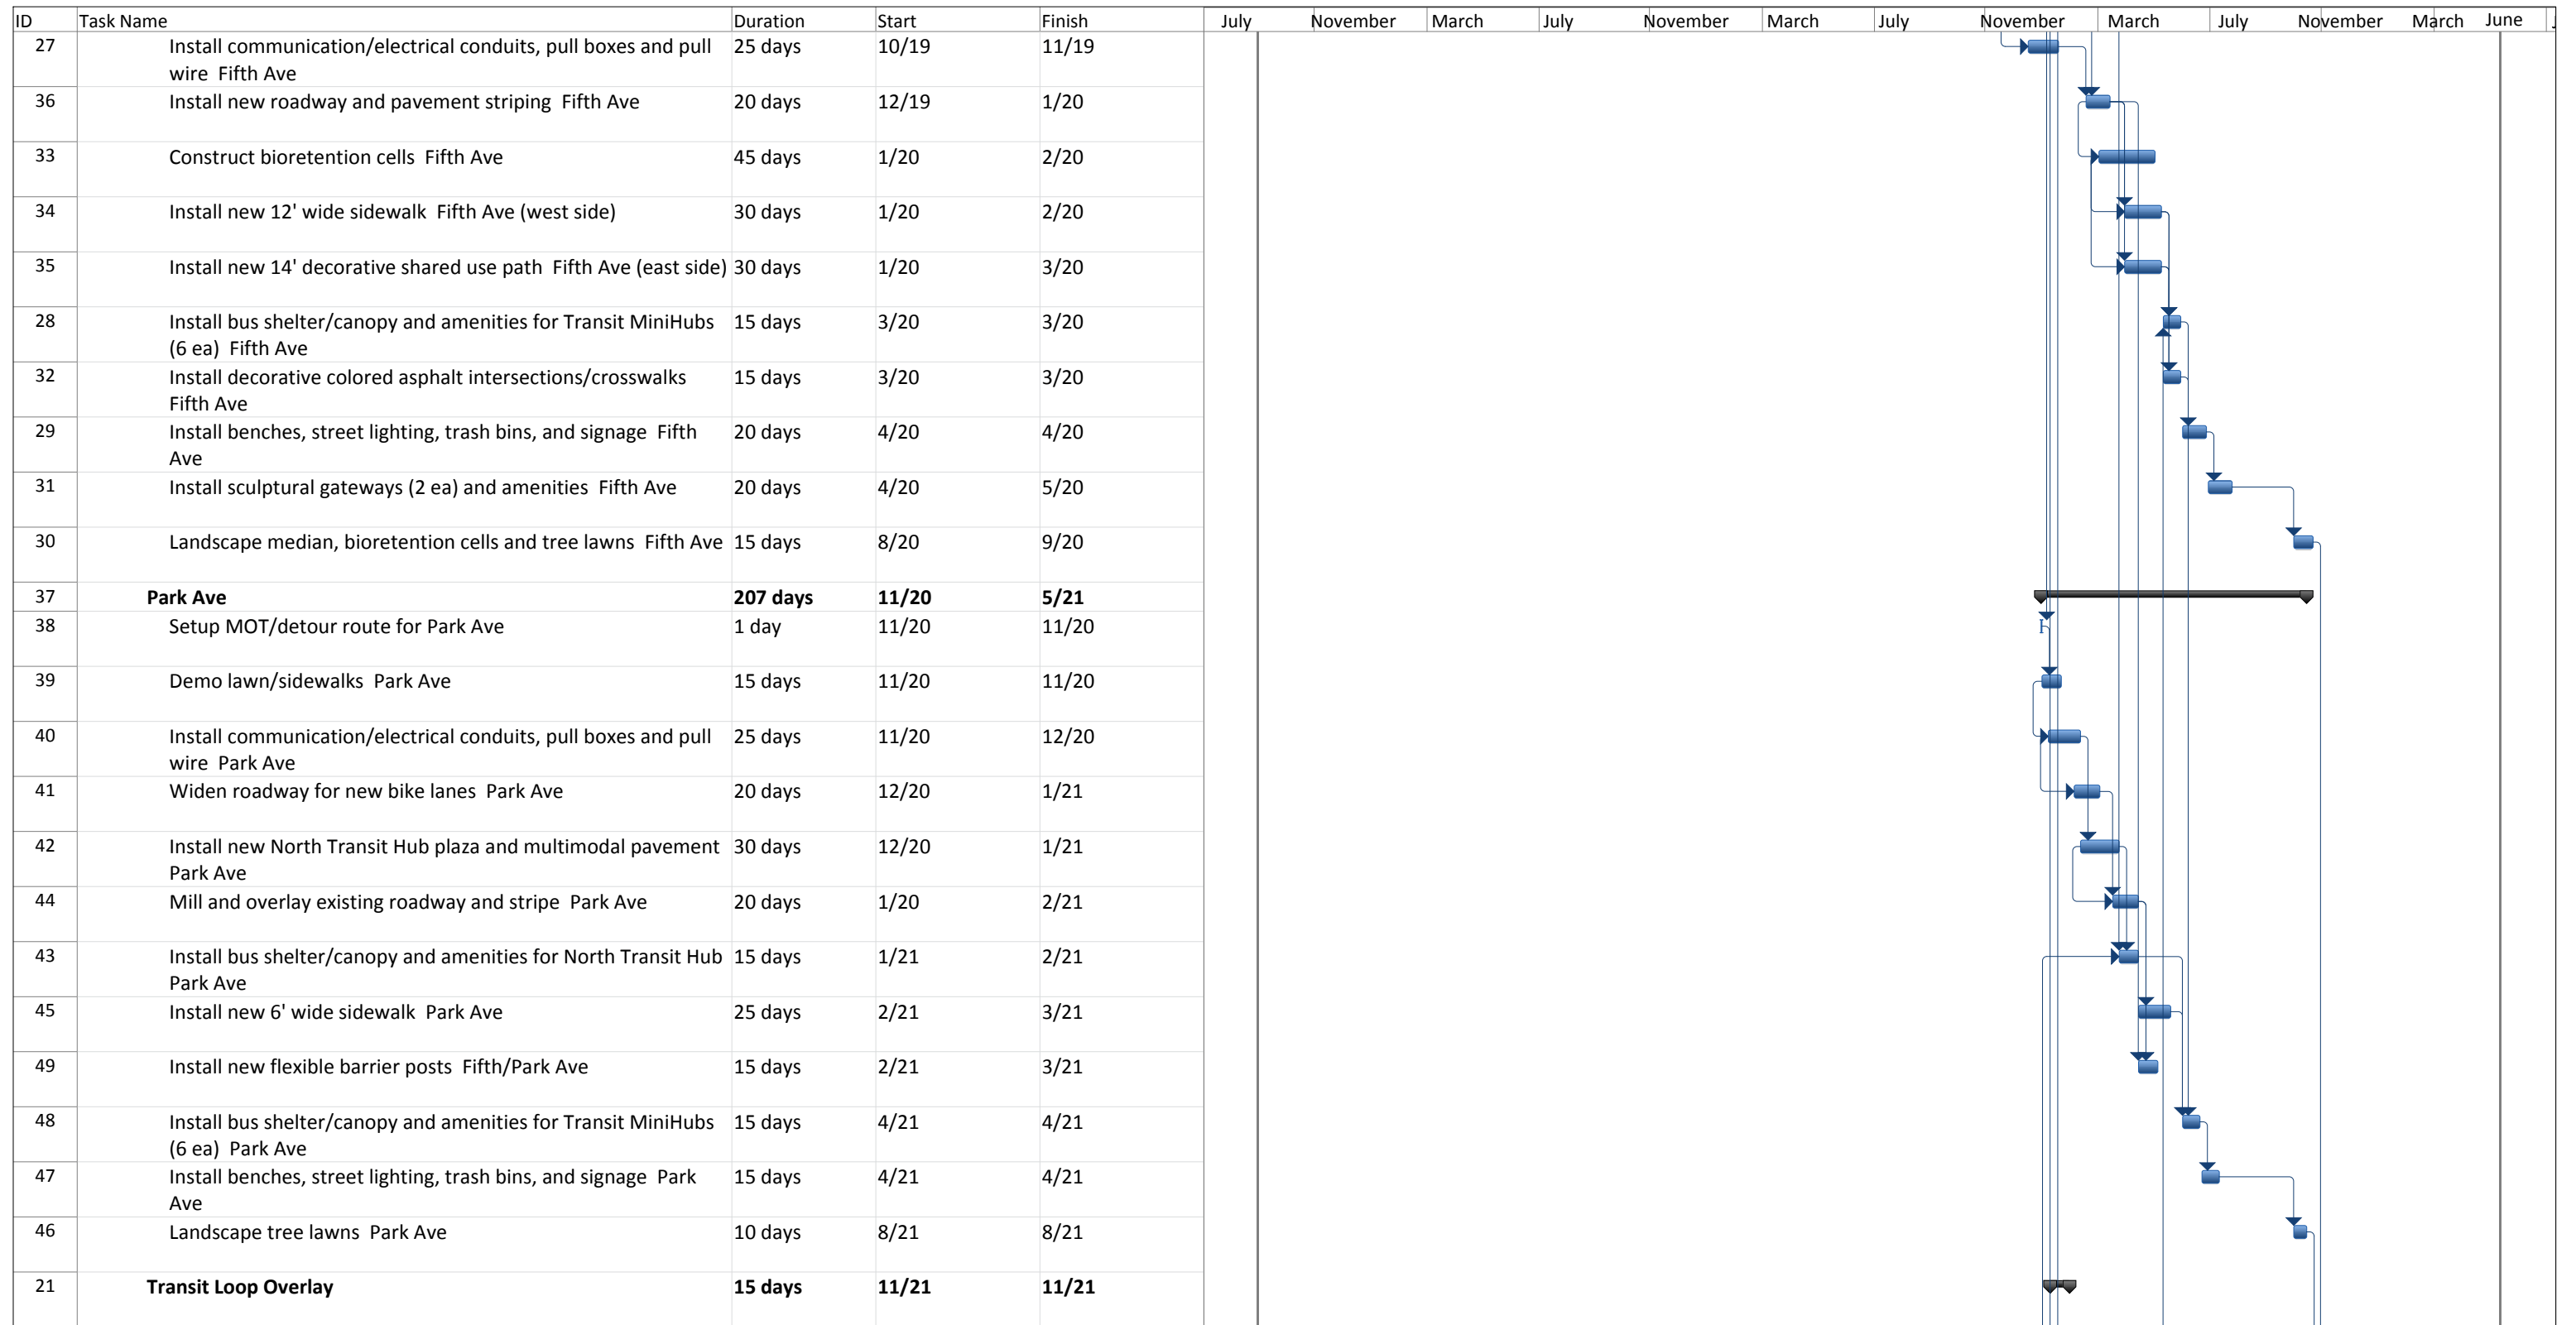 ID Task Name Duration Start Finish July November March July November March July November March July November March June
27 Install communication/electrical conduits, pull boxes and pull 25 days 10/19 11/19
wire Fifth Ave
36 Install new roadway and pavement striping Fifth Ave 20 days 12/19 1/20
33 Construct bioretention cells Fifth Ave 45 days 1/20 2/20
34 Install new 12' wide sidewalk Fifth Ave (west side) 30 days 1/20 2/20
35 Install new 14' decorative shared use path Fifth Ave (east side) 30 days 1/20 3/20
28 Install bus shelter/canopy and amenities for Transit MiniHubs 15 days 3/20 3/20
(6 ea) Fifth Ave
32 Install decorative colored asphalt intersections/crosswalks 15 days 3/20 3/20
Fifth Ave
29 Install benches, street lighting, trash bins, and signage Fifth 20 days 4/20 4/20
Ave
31 Install sculptural gateways (2 ea) and amenities Fifth Ave 20 days 4/20 5/20
30 Landscape median, bioretention cells and tree lawns Fifth Ave 15 days 8/20 9/20
37 Park Ave 207 days 11/20 5/21
38 Setup MOT/detour route for Park Ave 1 day 11/20 11/20
39 Demo lawn/sidewalks Park Ave 15 days 11/20 11/20
40 Install communication/electrical conduits, pull boxes and pull 25 days 11/20 12/20
wire Park Ave
41 Widen roadway for new bike lanes Park Ave 20 days 12/20 1/21
42 Install new North Transit Hub plaza and multimodal pavement 30 days 12/20 1/21
Park Ave
44 Mill and overlay existing roadway and stripe Park Ave 20 days 1/20 2/21
43 Install bus shelter/canopy and amenities for North Transit Hub 15 days 1/21 2/21
Park Ave
45 Install new 6' wide sidewalk Park Ave 25 days 2/21 3/21
49 Install new flexible barrier posts Fifth/Park Ave 15 days 2/21 3/21
48 Install bus shelter/canopy and amenities for Transit MiniHubs 15 days 4/21 4/21
(6 ea) Park Ave
47 Install benches, street lighting, trash bins, and signage Park 15 days 4/21 4/21
Ave
46 Landscape tree lawns Park Ave 10 days 8/21 8/21
21 Transit Loop Overlay 15 days 11/21 11/21